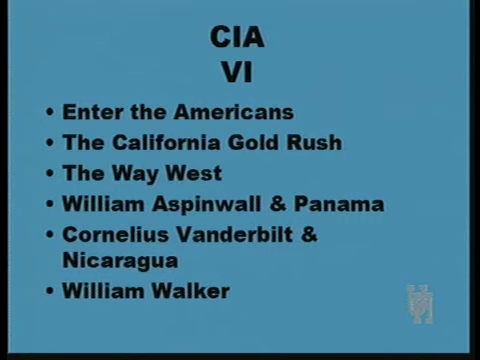 CIA
VI
• Enter the Americans
• The California Gold Rush
• The Way West
• William Aspinwall & Panama
• Cornelius Vanderbilt &
Nicaragua
• William Walker